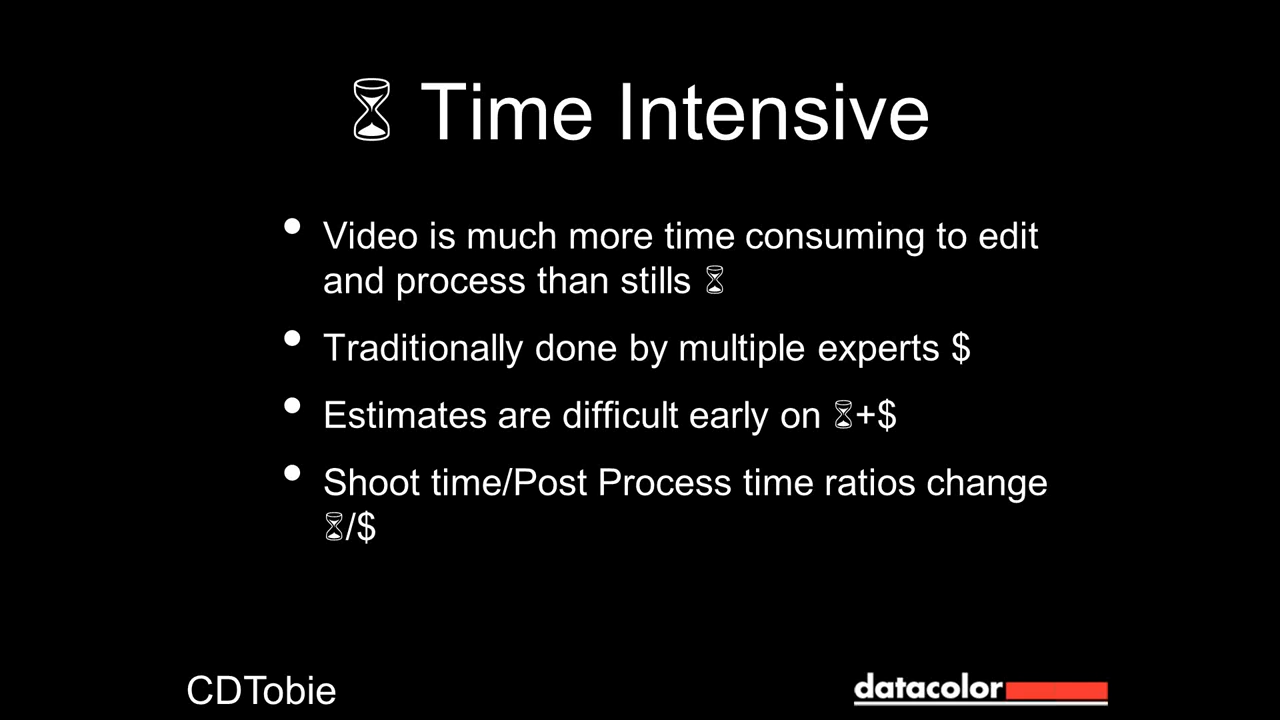 ⌛ Time Intensive
• Video is much more time consuming to edit
and process than stills ⌛
• Traditionally done by multiple experts $
• Estimates are difficult early on ⌛+$
• Shoot time/Post Process time ratios change
⌛/$
CDTobie
datacolor